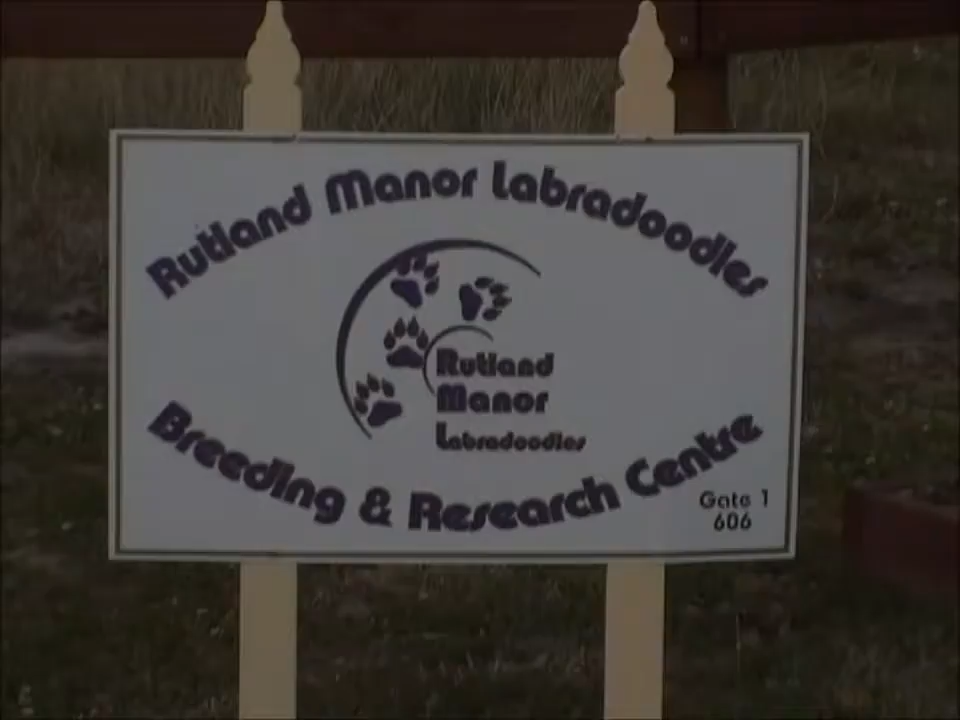 Rutland Manor Labradoodles
Rutland
Manor
Labradoodles
Breeding & Research Centre
Gate 1
606